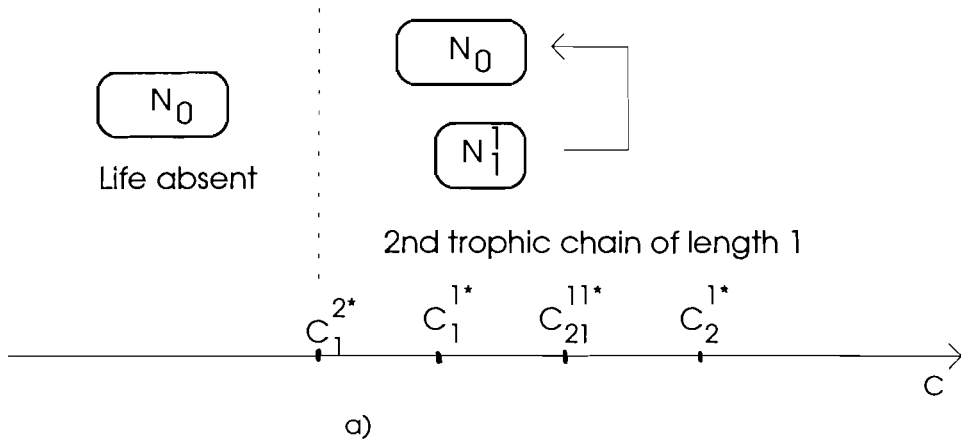 N₀
N₀
N₁¹
Life absent
2nd trophic chain of length 1
C₁²* C₁¹* C₂₁¹¹* C₂¹*
C
a)